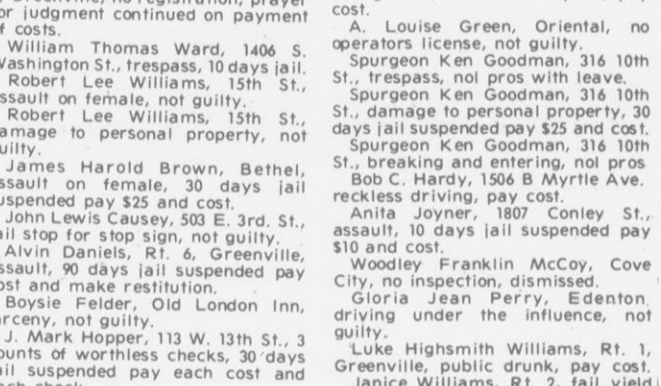 Greenville, no registration, prayer
for judgment continued on payment
of costs.
William Thomas Ward, 1406 S.
Washington St., trespass, 10 days jail.
Robert Lee Williams, 15th St.,
assault on female, not guilty.
Robert Lee Williams, 15th St.,
damage to personal property, not
guilty.
James Harold Brown, Bethel,
assault on female, 30 days jail
suspended pay $25 and cost.
John Lewis Causey, 503 E. 3rd. St.,
fail stop for stop sign, not guilty.
Alvin Daniels, Rt. 6, Greenville,
assault, 90 days jail suspended pay
cost and make restitution.
Boysie Felder, Old London Inn,
larceny, not guilty.
J. Mark Hopper, 113 W. 13th St., 3
counts of worthless checks, 30 days
jail suspended pay each cost and
each check
cost.
A. Louise Green, Oriental, no
operators license, not guilty.
Spurgeon Ken Goodman, 316 10th
St., trespass, nol pros with leave.
Spurgeon Ken Goodman, 316 10th
St., damage to personal property, 30
days jail suspended pay $25 and cost.
Spurgeon Ken Goodman, 316 10th
St., breaking and entering, nol pros
Bob C. Hardy, 1506 B Myrtle Ave.
reckless driving, pay cost.
Anita Joyner, 1807 Conley St.,
assault, 10 days jail suspended pay
$10 and cost.
Woodley Franklin McCoy, Cove
City, no inspection, dismissed.
Gloria Jean Perry, Edenton,
driving under the influence, not
guilty.
Luke Highsmith Williams, Rt. 1,
Greenville, public drunk, pay cost.
Janice Williams, Rt. 2, fail yield